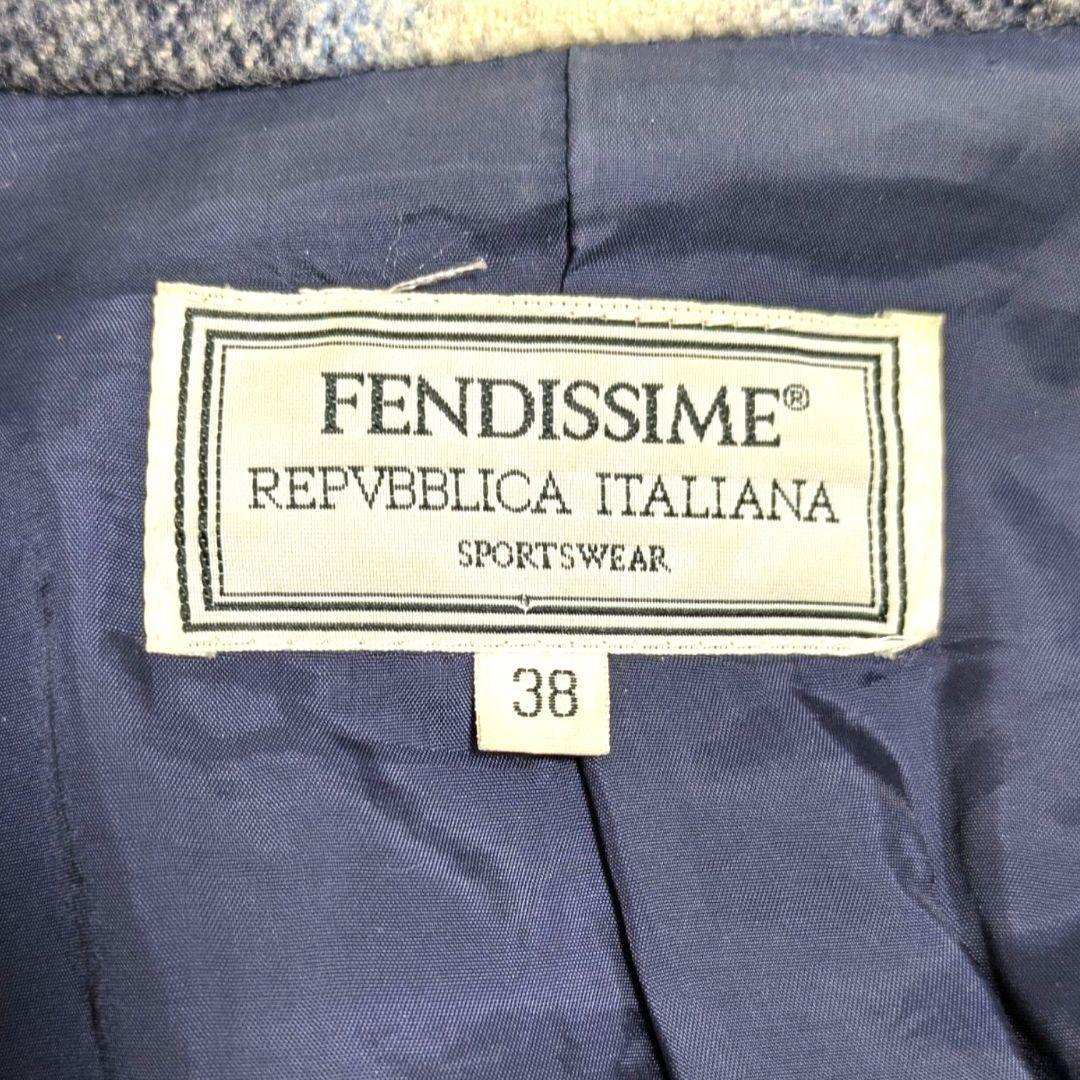 FENDISSIME®
REPVBBLICA ITALIANA
SPORTSWEAR
38